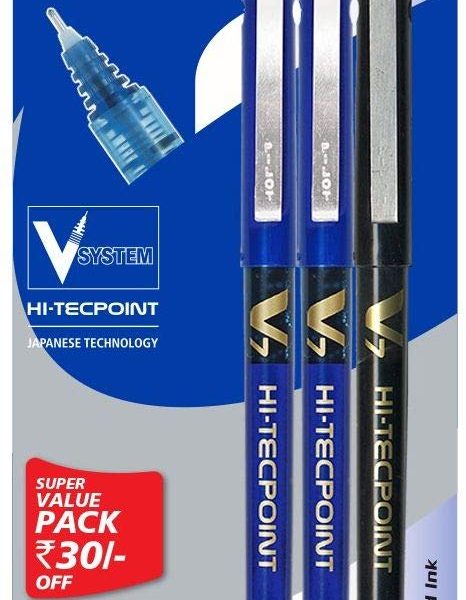 V
SYSTEM
HI-TECPOINT
JAPANESE TECHNOLOGY
SUPER
VALUE
PACK
₹30/-
OFF
V7 HI-TECPOINT
V7 HI-TECPOINT
V7 HI-TECPOINT
Ink